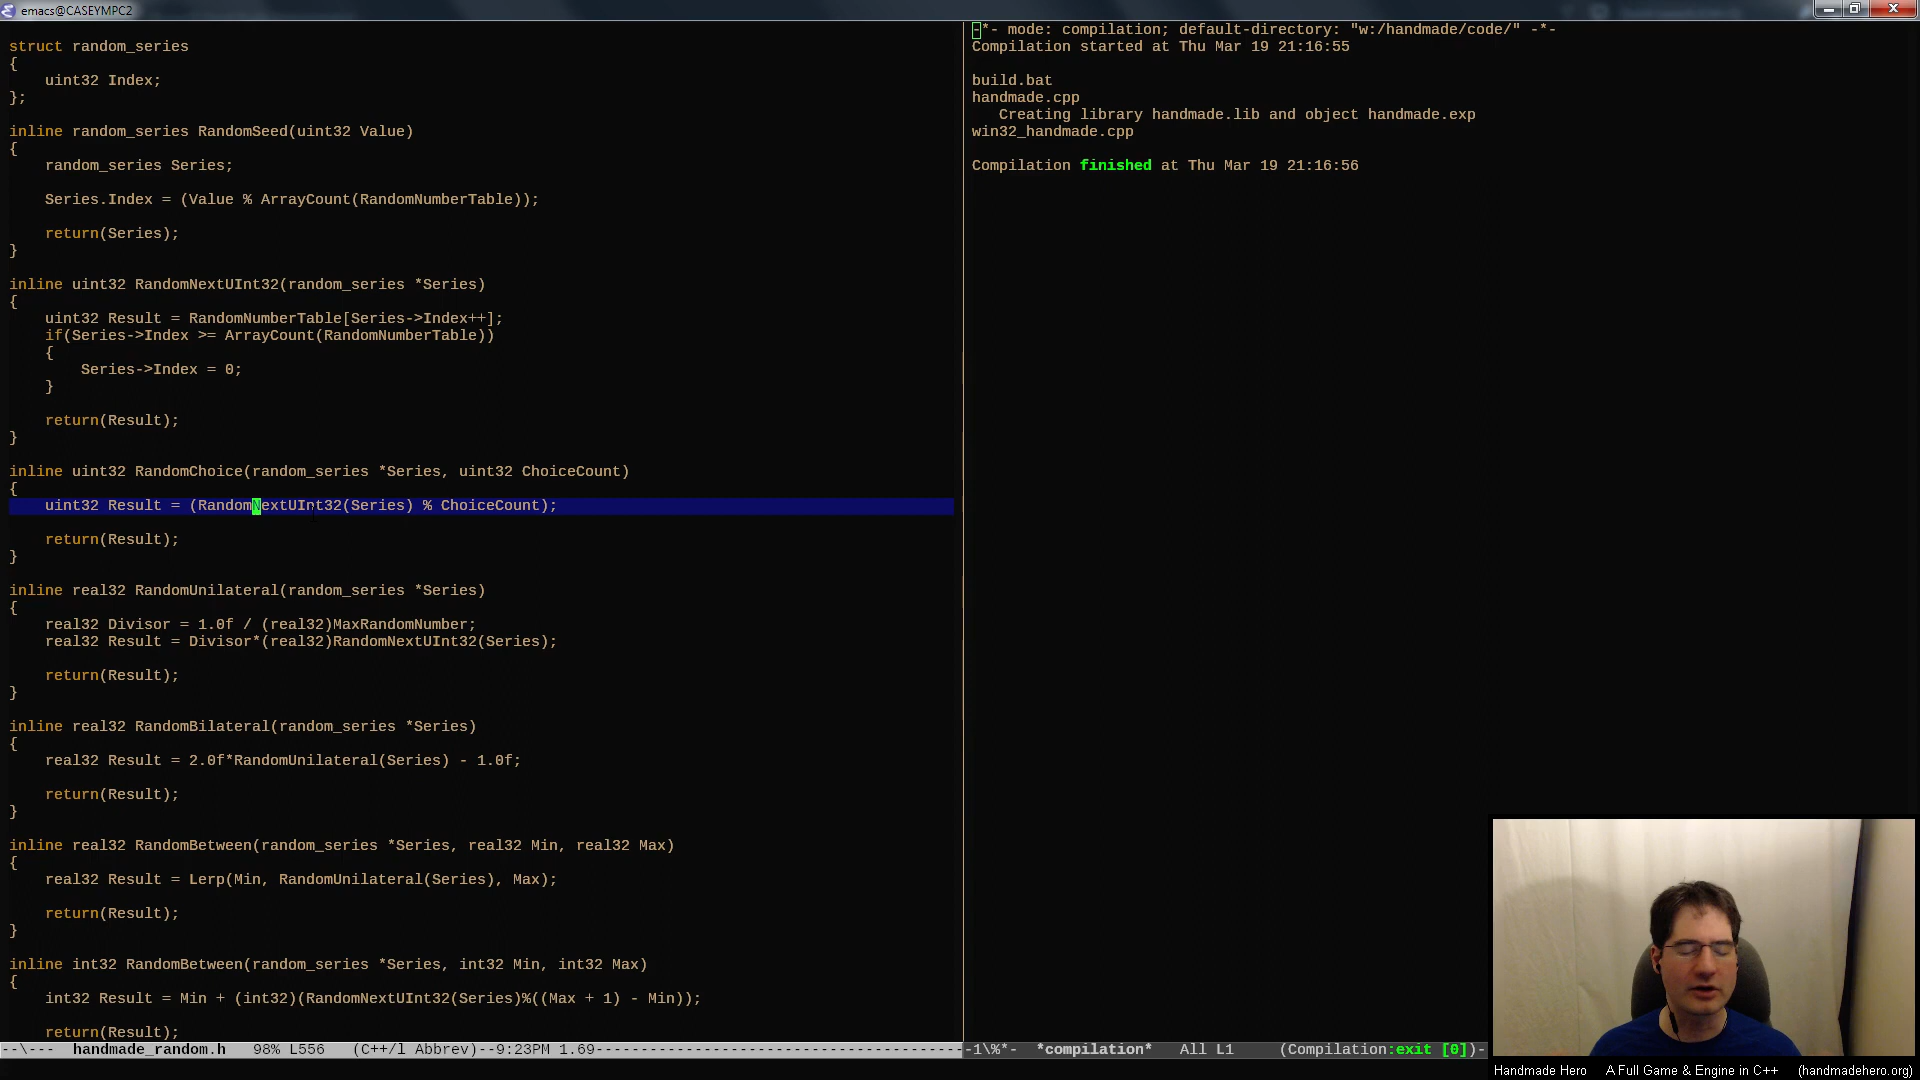 emacs@CASEYMPC2
struct random_series
{
    uint32 Index;
};
inline random_series RandomSeed(uint32 Value)
{
    random_series Series;
    Series.Index = (Value % ArrayCount(RandomNumberTable));
    return(Series);
}
inline uint32 RandomNextUInt32(random_series *Series)
{
    uint32 Result = RandomNumberTable[Series->Index++];
    if(Series->Index >= ArrayCount(RandomNumberTable))
    {
        Series->Index = 0;
    }
    return(Result);
}
inline uint32 RandomChoice(random_series *Series, uint32 ChoiceCount)
{
    uint32 Result = (RandomNextUInt32(Series) % ChoiceCount);
    return(Result);
}
inline real32 RandomUnilateral(random_series *Series)
{
    real32 Divisor = 1.0f / (real32)MaxRandomNumber;
    real32 Result = Divisor*(real32)RandomNextUInt32(Series);
    return(Result);
}
inline real32 RandomBilateral(random_series *Series)
{
    real32 Result = 2.0f*RandomUnilateral(Series) - 1.0f;
    return(Result);
}
inline real32 RandomBetween(random_series *Series, real32 Min, real32 Max)
{
    real32 Result = Lerp(Min, RandomUnilateral(Series), Max);
    return(Result);
}
inline int32 RandomBetween(random_series *Series, int32 Min, int32 Max)
{
    int32 Result = Min + (int32)(RandomNextUInt32(Series)%((Max + 1) - Min));
    return(Result);
--\--- handmade_random.h 98% L556 (C++/l Abbrev)--9:23PM 1.69----------------------------------------
-*- mode: compilation; default-directory: "w:/handmade/code/" -*-
Compilation started at Thu Mar 19 21:16:55
build.bat
handmade.cpp
   Creating library handmade.lib and object handmade.exp
win32_handmade.cpp
Compilation finished at Thu Mar 19 21:16:56
-1\%*- *compilation* All L1 (Compilation:exit [0])-
Handmade Hero A Full Game & Engine in C++ (handmadehero.org)